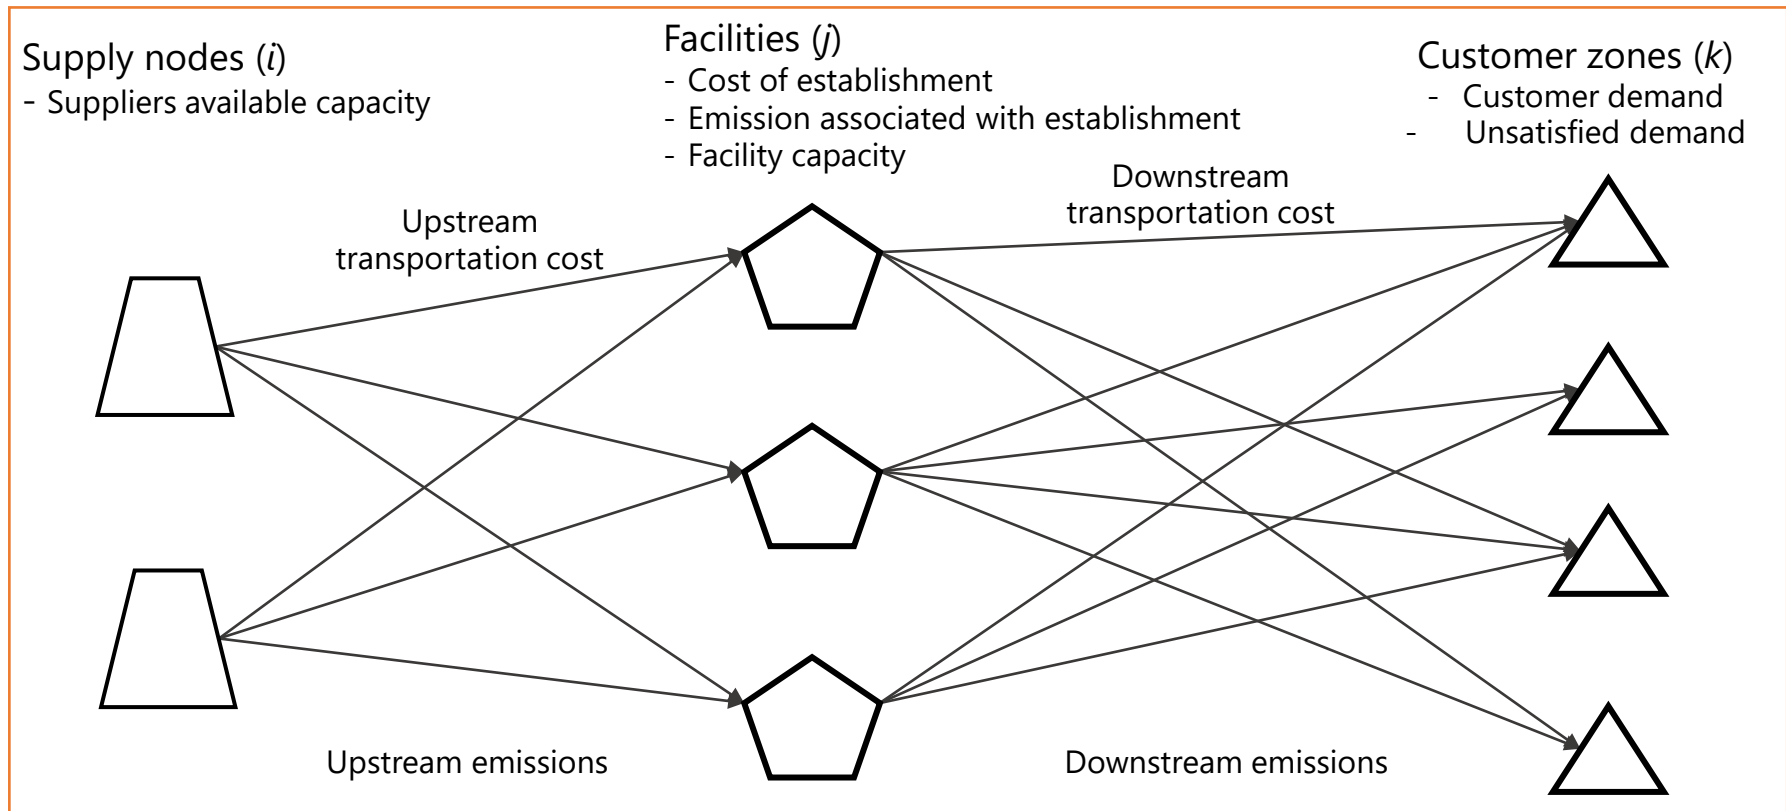 Supply nodes (i)
- Suppliers available capacity
Facilities (j)
- Cost of establishment
- Emission associated with establishment
- Facility capacity
Customer zones (k)
- Customer demand
- Unsatisfied demand
Upstream
transportation cost
Downstream
transportation cost
Upstream emissions
Downstream emissions